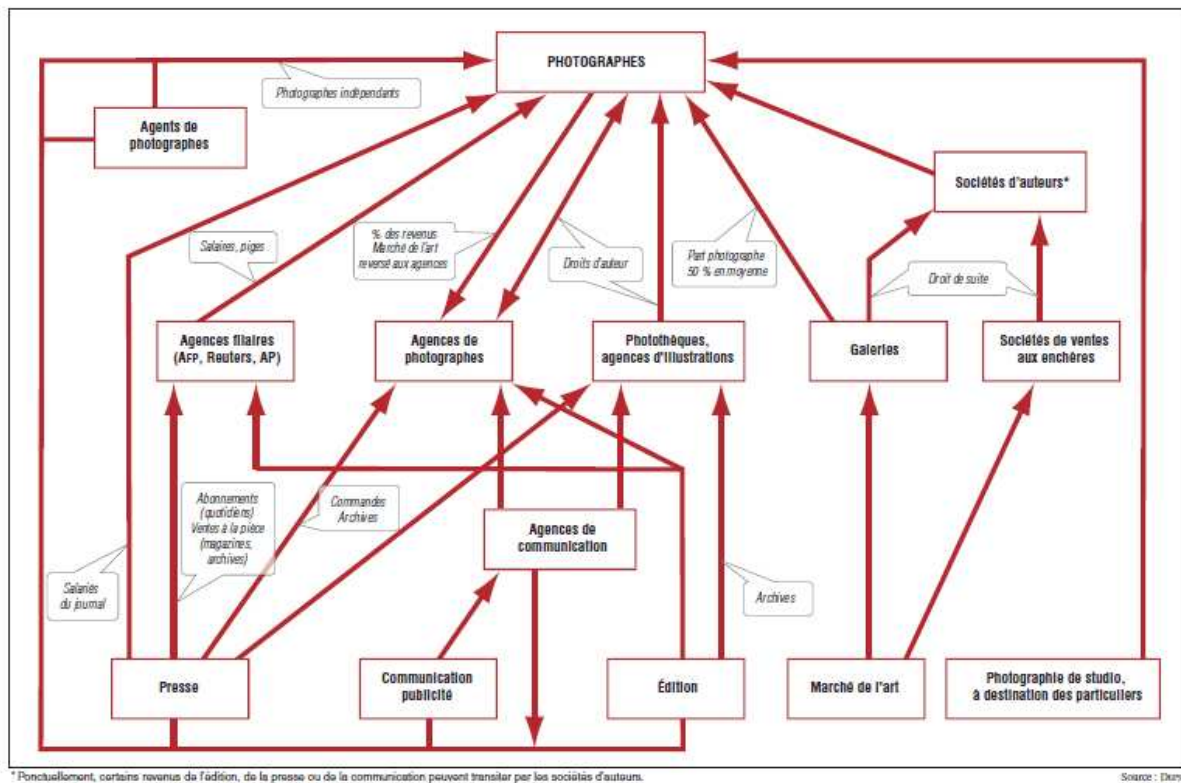 PHOTOGRAPHES
Photographes indépendants
Agents de
photographes
Sociétés d'auteurs*
Salaires, piges
% des revenus
Marché de l'art
reversé aux agences
Droits d'auteur
Part photographe
50 % en moyenne
Droit de suite
Agences filaires
(AFP, Reuters, AP)
Agences de
photographes
Photothèques,
agences d'illustrations
Galeries
Sociétés de ventes
aux enchères
Abonnements
(quotidiens)
Ventes à la pièce
(magazines,
archives)
Commandes
Archives
Agences de
communication
Salariés
du journal
Archives
Presse
Communication
publicité
Édition
Marché de l'art
Photographie de studio,
à destination des particuliers
* Ponctuellement, certains revenus de l'édition, de la presse ou de la communication peuvent transiter par les sociétés d'auteurs.
Source :